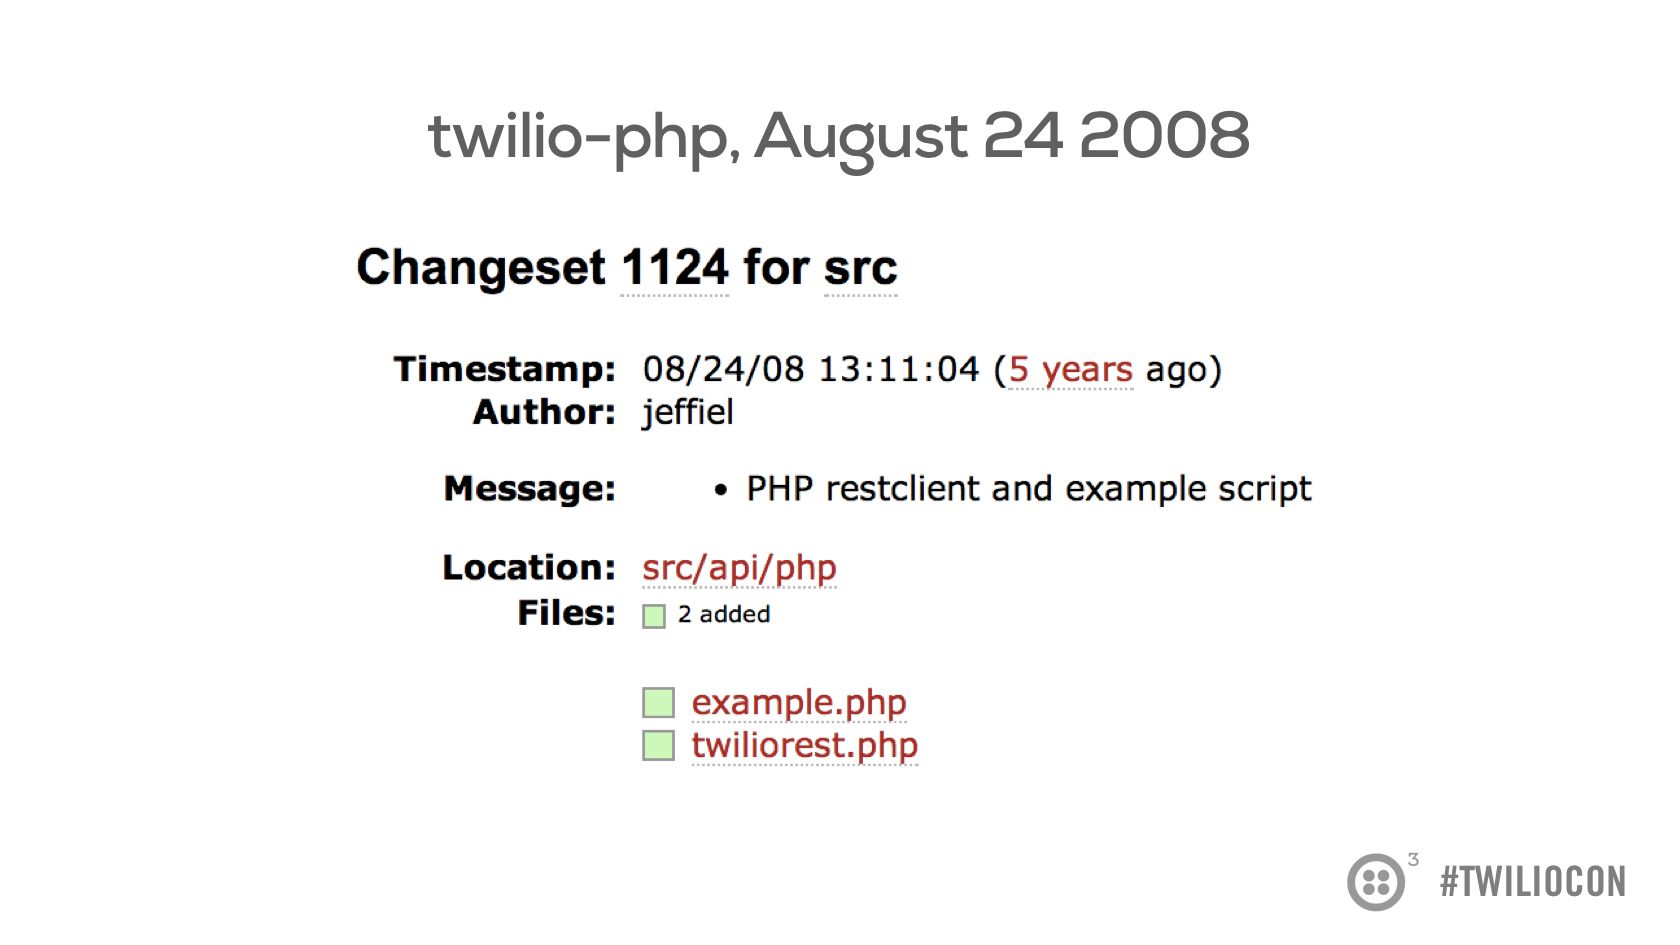 twilio-php, August 24 2008
Changeset 1124 for src
Timestamp: 08/24/08 13:11:04 (5 years ago)
Author: jeffiel
Message: • PHP restclient and example script
Location: src/api/php
Files: 2 added
example.php
twiliorest.php
3 #TWILIOCON